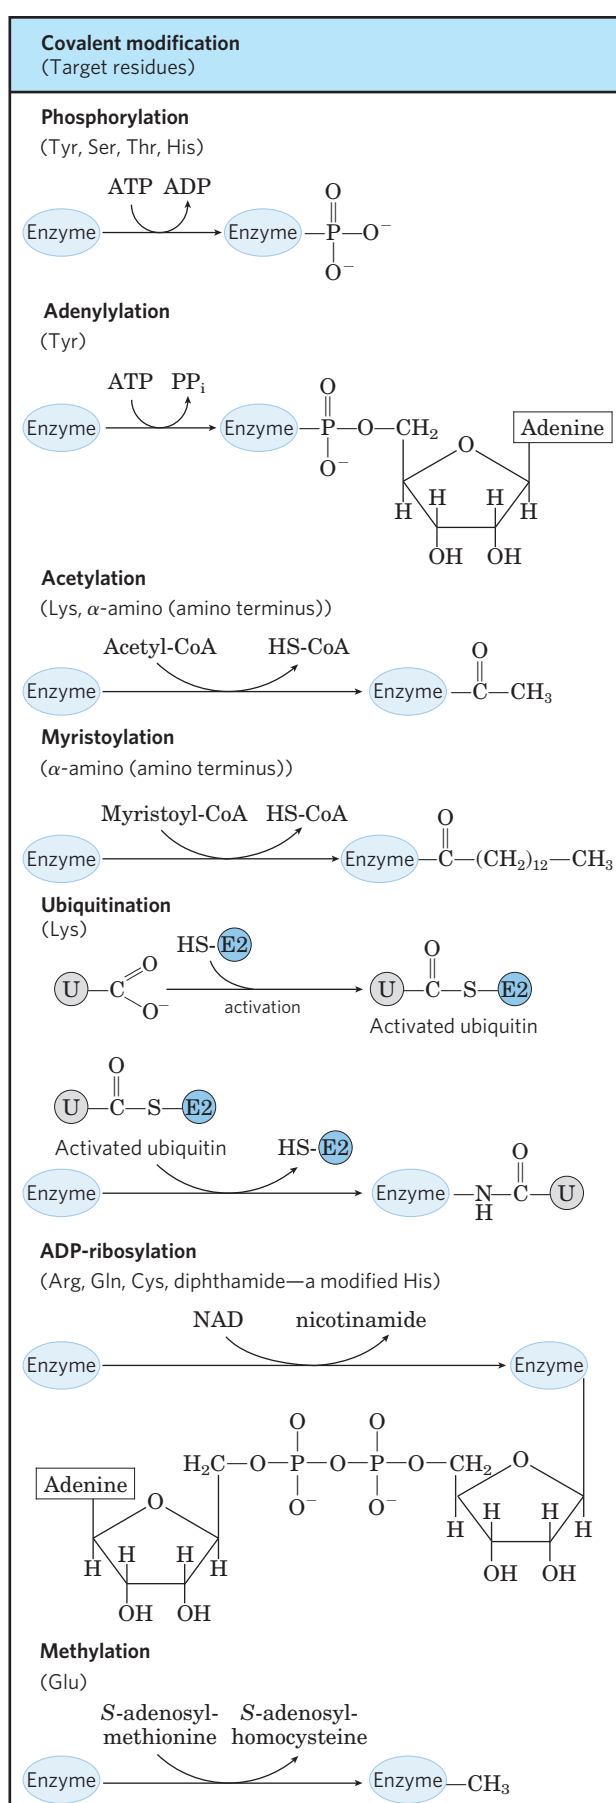 Covalent modification
(Target residues)
Phosphorylation
(Tyr, Ser, Thr, His)
ATP ADP
Enzyme Enzyme P O⁻
O
O⁻
Adenylylation
(Tyr)
ATP PPᵢ
O
Enzyme Enzyme P O CH₂ O Adenine
O⁻
H H H H
OH OH
Acetylation
(Lys, α-amino (amino terminus))
Acetyl-CoA HS-CoA
O
Enzyme Enzyme C CH₃
Myristoylation
(α-amino (amino terminus))
Myristoyl-CoA HS-CoA
O
Enzyme Enzyme —C—(CH₂)₁₂—CH₃
Ubiquitination
(Lys)
HS-E2
O O
U C activation U C S E2
O⁻
Activated ubiquitin
O
U C S E2
Activated ubiquitin HS-E2
O
Enzyme Enzyme N C U
H
ADP-ribosylation
(Arg, Gln, Cys, diphthamide—a modified His)
NAD nicotinamide
Enzyme Enzyme
O O
H₂C—O—P—O—P—O—CH₂ O
Adenine O O⁻ O⁻
H H H H
OH OH
H H H H
OH OH
Methylation
(Glu)
S-adenosyl- S-adenosyl-
methionine homocysteine
Enzyme Enzyme—CH₃